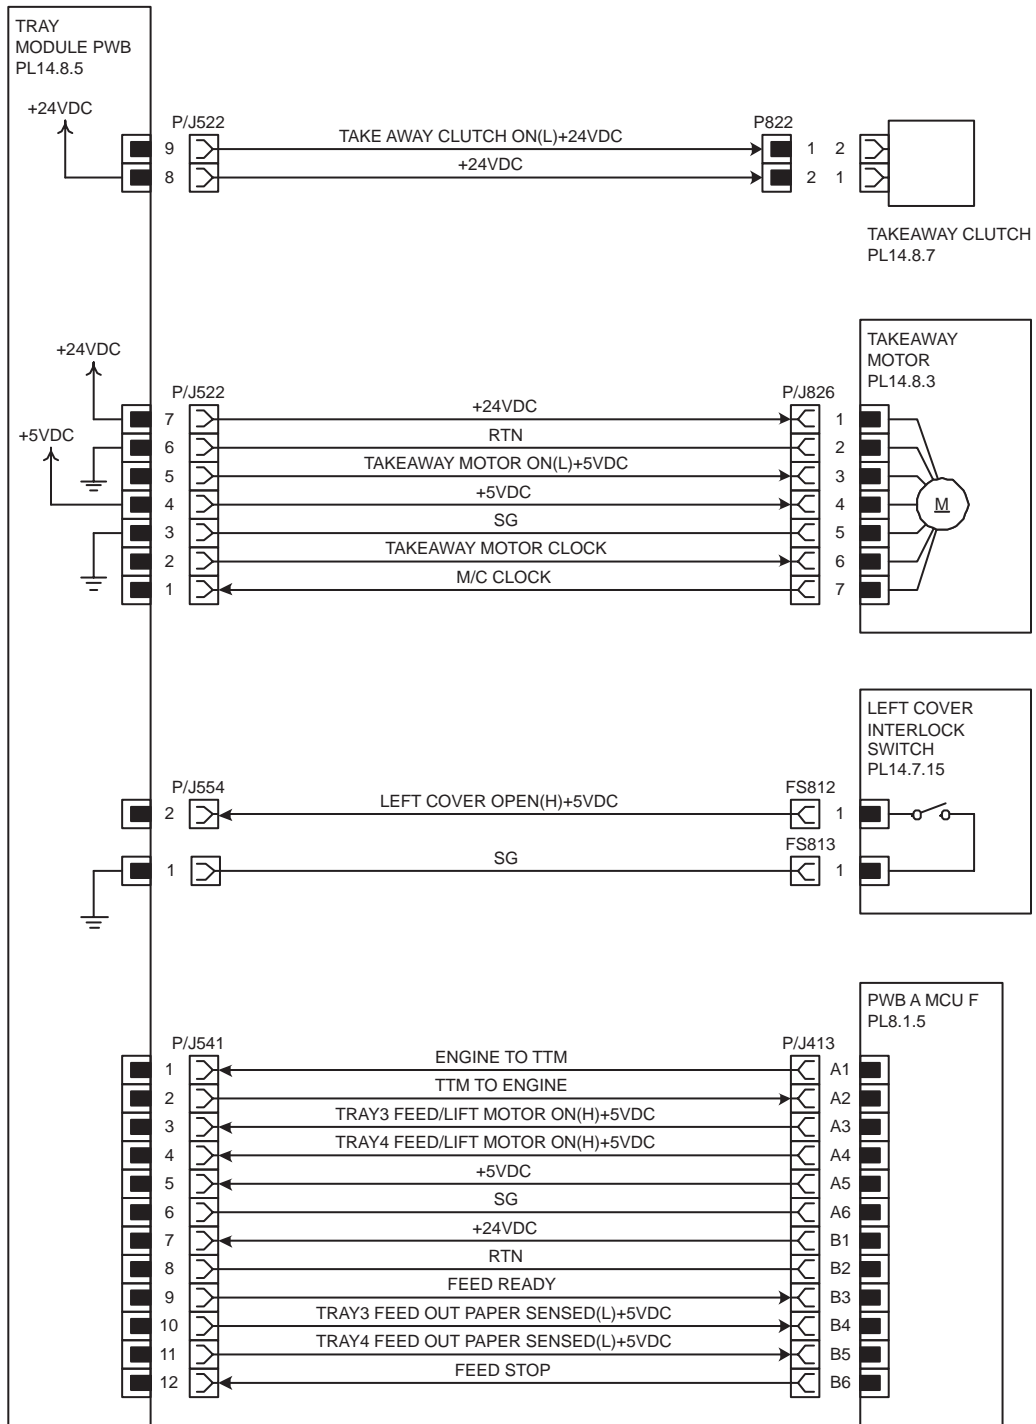 TRAY
MODULE PWB
PL14.8.5
+24VDC
P/J522
TAKE AWAY CLUTCH ON(L)+24VDC
P822
9
1 2
+24VDC
8
2 1
TAKEAWAY CLUTCH
PL14.8.7
TAKEAWAY
MOTOR
PL14.8.3
+24VDC
P/J522
P/J826
+24VDC
7
1
+5VDC
RTN
6
2
TAKEAWAY MOTOR ON(L)+5VDC
5
3
+5VDC
4
4
M
SG
3
5
TAKEAWAY MOTOR CLOCK
2
6
M/C CLOCK
1
7
LEFT COVER
INTERLOCK
SWITCH
PL14.7.15
P/J554
FS812
LEFT COVER OPEN(H)+5VDC
2
1
FS813
SG
1
1
PWB A MCU F
PL8.1.5
P/J541
P/J413
ENGINE TO TTM
1
A1
TTM TO ENGINE
2
A2
TRAY3 FEED/LIFT MOTOR ON(H)+5VDC
3
A3
TRAY4 FEED/LIFT MOTOR ON(H)+5VDC
4
A4
+5VDC
5
A5
SG
6
A6
+24VDC
7
B1
RTN
8
B2
FEED READY
9
B3
TRAY3 FEED OUT PAPER SENSED(L)+5VDC
10
B4
TRAY4 FEED OUT PAPER SENSED(L)+5VDC
11
B5
FEED STOP
12
B6